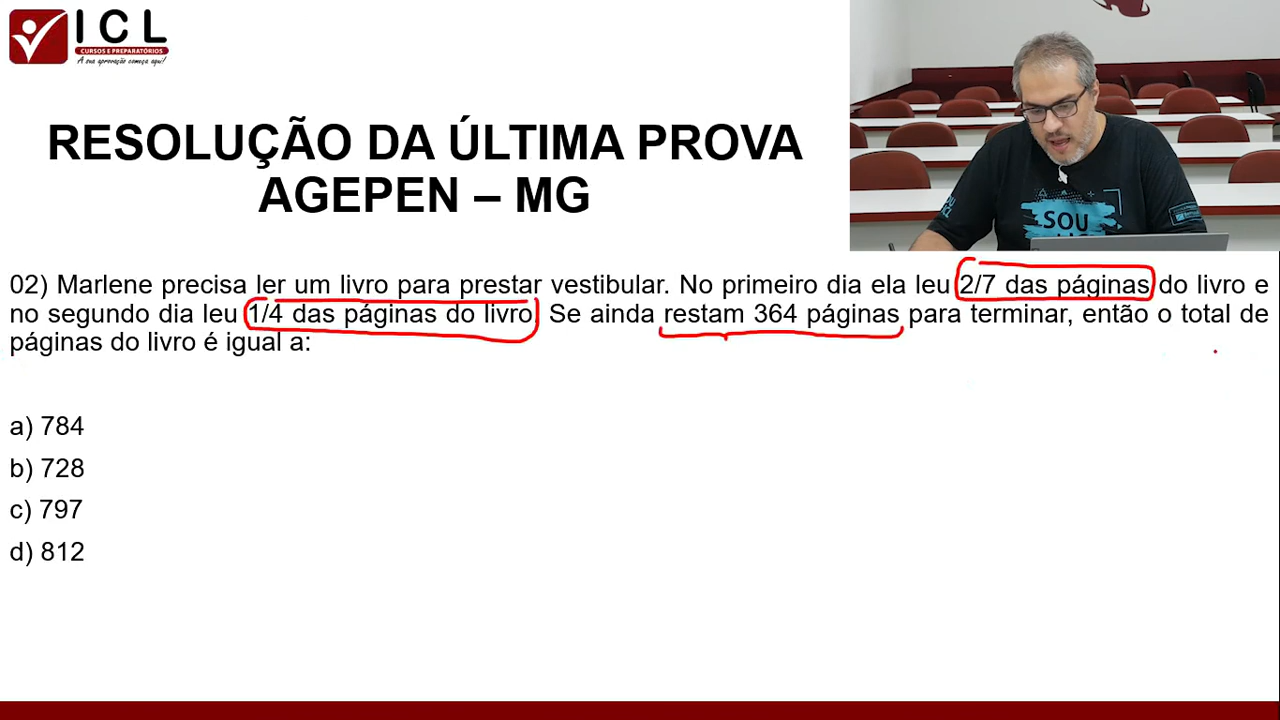 ICL
CURSOS E PREPARATÓRIOS
A sua aprovação começa aqui!
RESOLUÇÃO DA ÚLTIMA PROVA
AGEPEN – MG
SOU
02) Marlene precisa ler um livro para prestar vestibular. No primeiro dia ela leu 2/7 das páginas do livro e
no segundo dia leu 1/4 das páginas do livro. Se ainda restam 364 páginas para terminar, então o total de
páginas do livro é igual a:
a) 784
b) 728
c) 797
d) 812